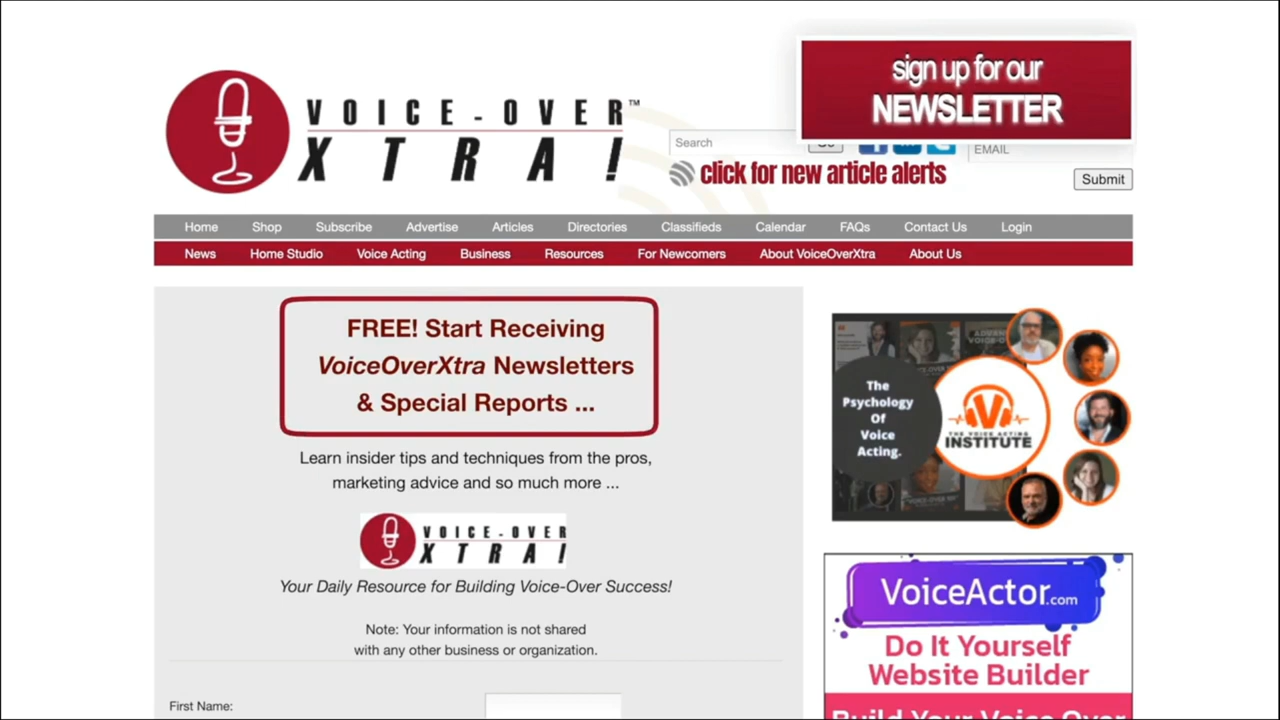 sign up for our
NEWSLETTER
VOICE-OVER™
XTRA!
Search
EMAIL
click for new article alerts
Submit
Home Shop Subscribe Advertise Articles Directories Classifieds Calendar FAQs Contact Us Login
News Home Studio Voice Acting Business Resources For Newcomers About VoiceOverXtra About Us
FREE! Start Receiving
VoiceOverXtra Newsletters
& Special Reports ...
Learn insider tips and techniques from the pros,
marketing advice and so much more ...
VOICE-OVER
XTRA!
Your Daily Resource for Building Voice-Over Success!
Note: Your information is not shared
with any other business or organization.
First Name:
The
Psychology
Of
Voice
Acting.
THE VOICE ACTING
INSTITUTE
VoiceActor.com
Do It Yourself
Website Builder
Build Your Voice Over